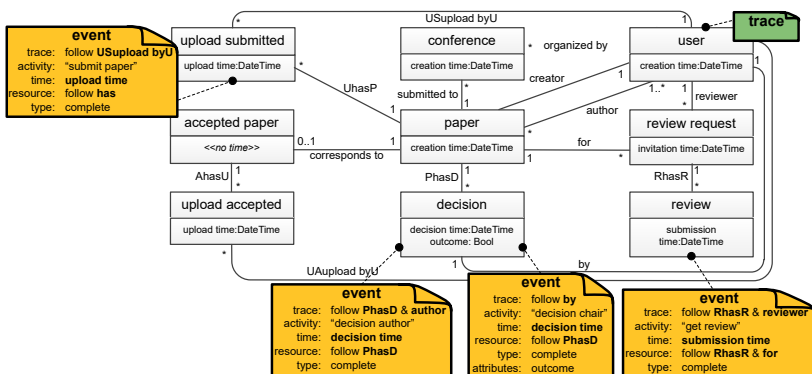 * USupload byU 1
trace
event
trace: follow USupload byU
activity: “submit paper”
time: upload time
resource: follow has
type: complete
upload submitted
upload time:DateTime
conference
creation time:DateTime
user
creation time:DateTime
* organized by 1
* UhasP 1
submitted to * 1
creator 1
author 1..* *
1 reviewer *
accepted paper
<<no time>>
0..1 corresponds to 1
paper
creation time:DateTime
1 for *
review request
invitation time:DateTime
AhasU 1 *
PhasD 1 *
RhasR 1 *
upload accepted
upload time:DateTime
decision
decision time:DateTime
outcome: Bool
review
submission
time:DateTime
* UAupload byU
1 by
event
trace: follow PhasD & author
activity: “decision author”
time: decision time
resource: follow PhasD
type: complete
event
trace: follow by
activity: “decision chair”
time: decision time
resource: follow PhasD
type: complete
attributes: outcome
event
trace: follow RhasR & reviewer
activity: “get review”
time: submission time
resource: follow RhasR & for
type: complete